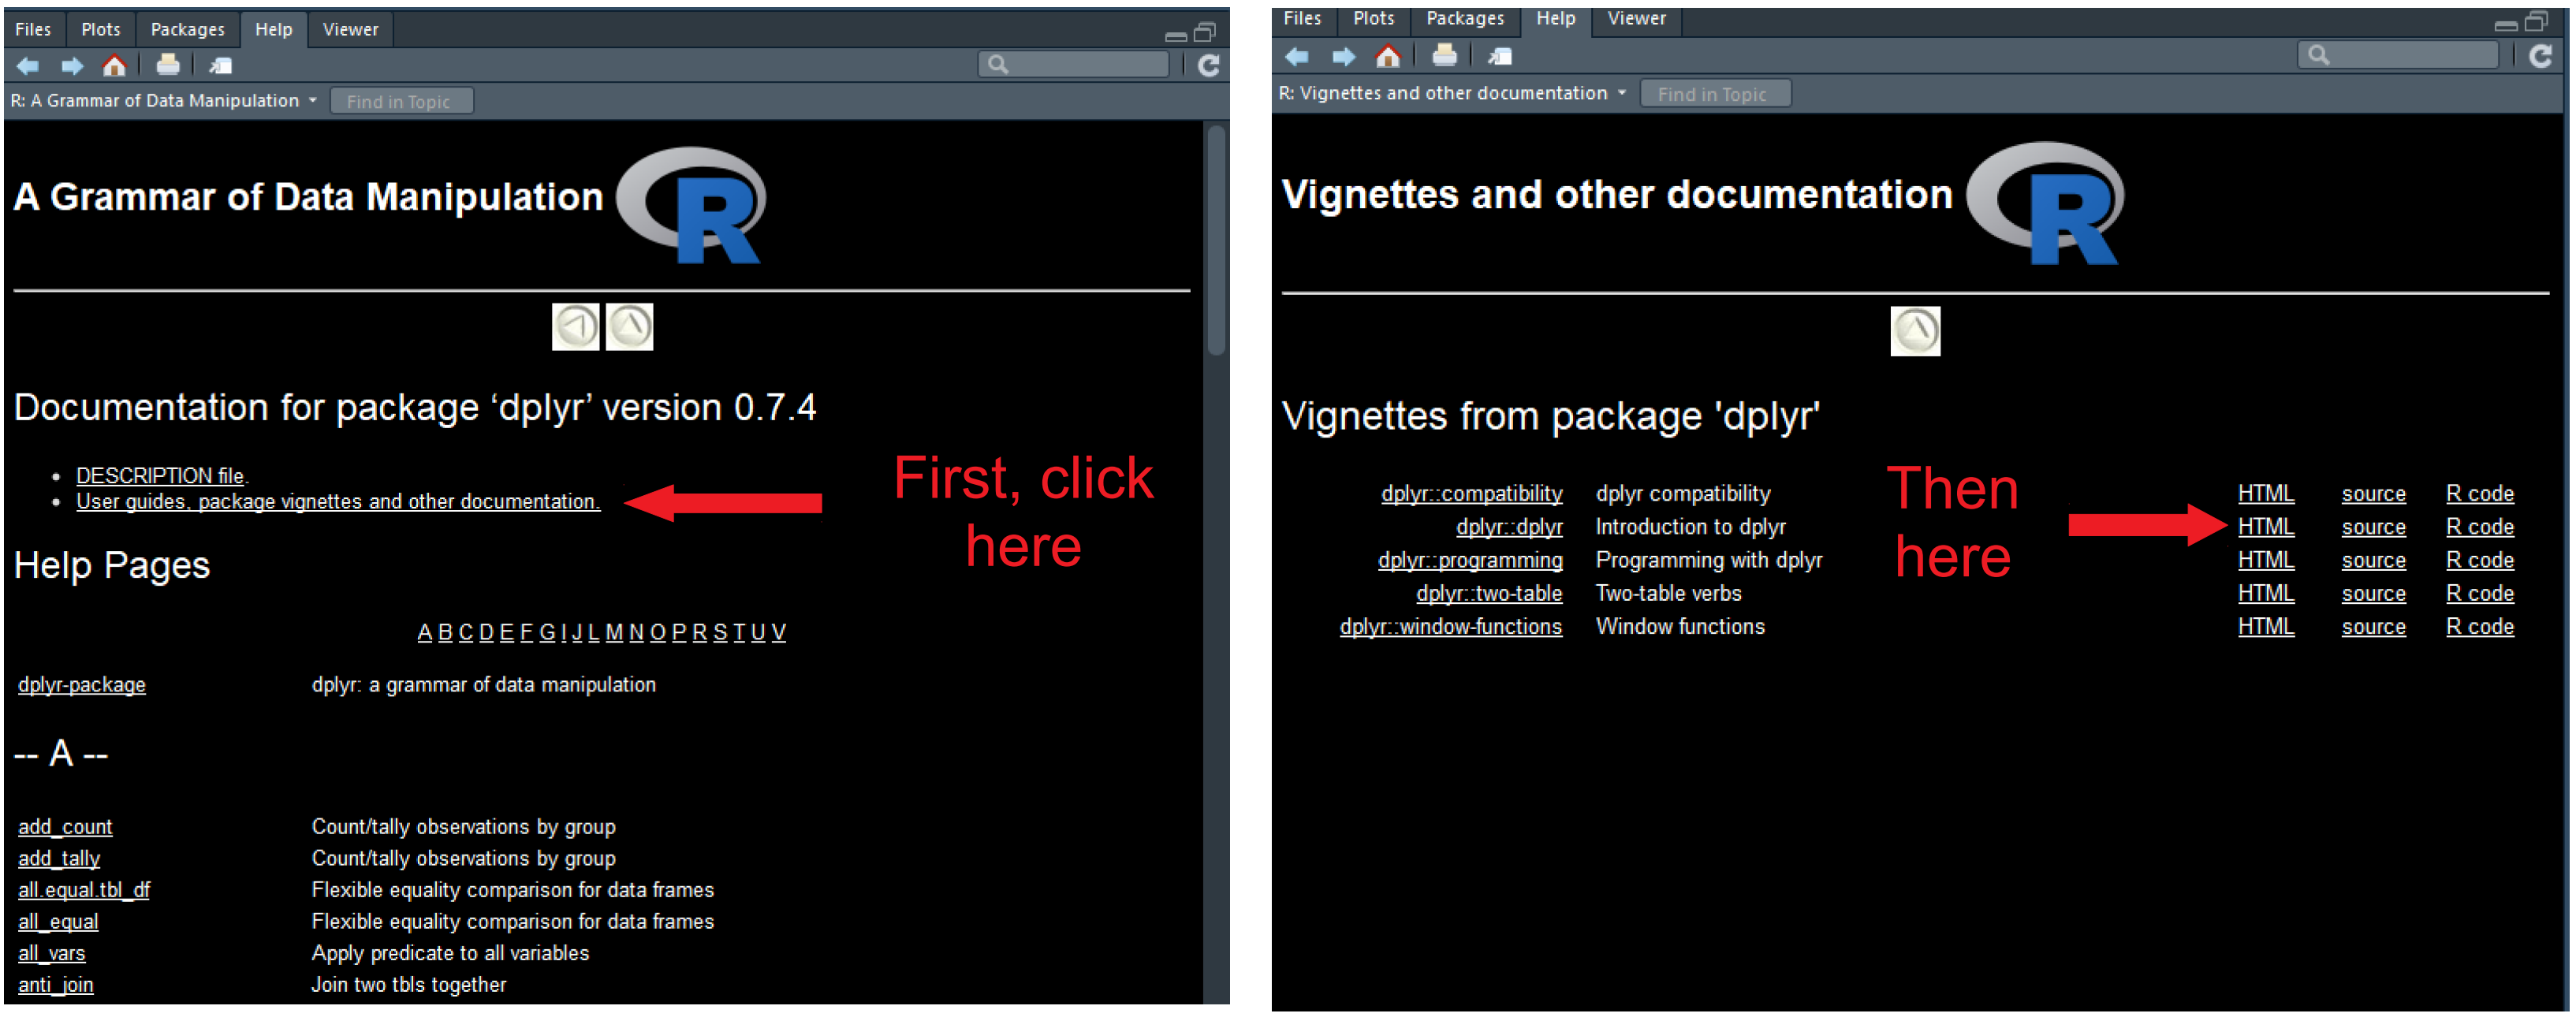 Files Plots Packages Help Viewer
R: A Grammar of Data Manipulation Find in Topic
A Grammar of Data Manipulation R
Documentation for package ‘dplyr’ version 0.7.4
DESCRIPTION file.
User guides, package vignettes and other documentation.
First, click
here
Help Pages
A B C D E F G I J L M N O P R S T U V
dplyr-package dplyr: a grammar of data manipulation
-- A --
add_count Count/tally observations by group
add_tally Count/tally observations by group
all.equal.tbl_df Flexible equality comparison for data frames
all_equal Flexible equality comparison for data frames
all_vars Apply predicate to all variables
anti_join Join two tbls together
Files Plots Packages Help Viewer
R: Vignettes and other documentation Find in Topic
Vignettes and other documentation R
Vignettes from package 'dplyr'
dplyr::compatibility dplyr compatibility HTML source R code
dplyr::dplyr Introduction to dplyr HTML source R code
dplyr::programming Programming with dplyr HTML source R code
dplyr::two-table Two-table verbs HTML source R code
dplyr::window-functions Window functions HTML source R code
Then
here